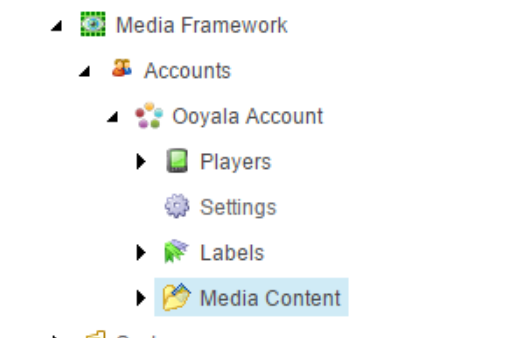 Media Framework
Accounts
Ooyala Account
Players
Settings
Labels
Media Content